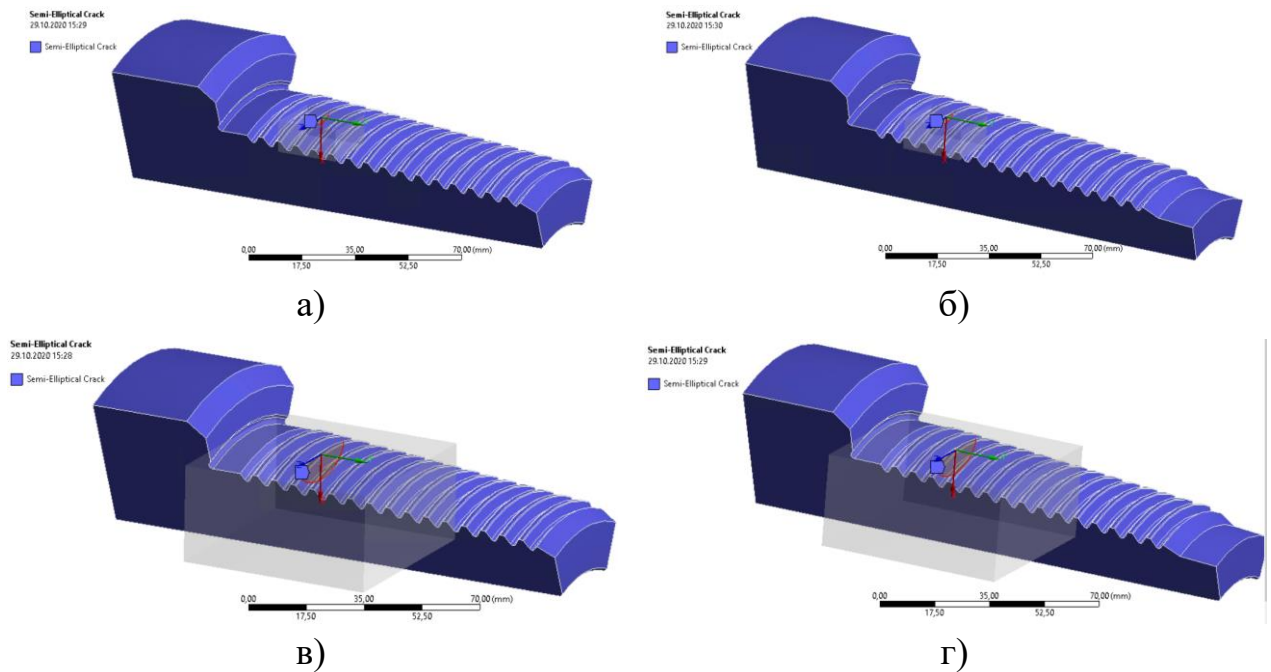 Semi-Elliptical Crack
29.10.2020 15:29
Semi-Elliptical Crack
0,00 35,00 70,00 (mm)
17,50 52,50
а)
Semi-Elliptical Crack
29.10.2020 15:30
Semi-Elliptical Crack
0,00 35,00 70,00 (mm)
17,50 52,50
б)
Semi-Elliptical Crack
29.10.2020 15:28
Semi-Elliptical Crack
0,00 35,00 70,00 (mm)
17,50 52,50
в)
Semi-Elliptical Crack
29.10.2020 15:29
Semi-Elliptical Crack
0,00 35,00 70,00 (mm)
17,50 52,50
г)